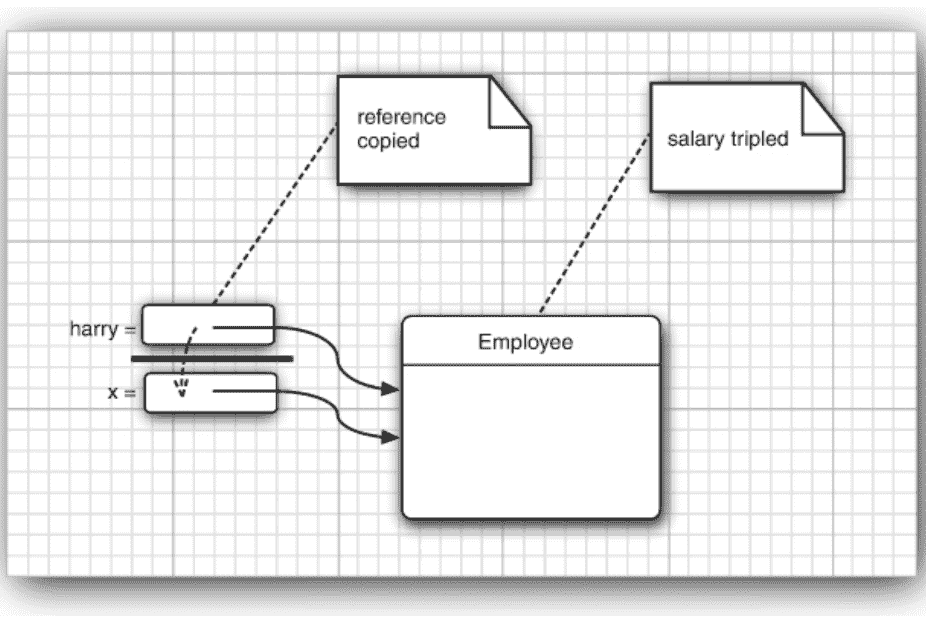 reference
copied
salary tripled
harry =
Employee
x =